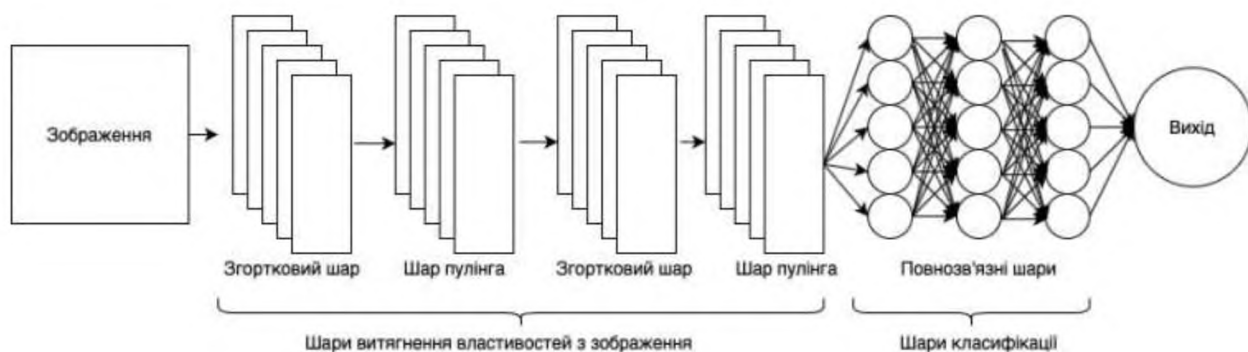 Зображення
Вихід
Згортковий шар
Шар пулінга
Згортковий шар
Шар пулінга
Повнозв'язні шари
Шари витягнення властивостей з зображення
Шари класифікації